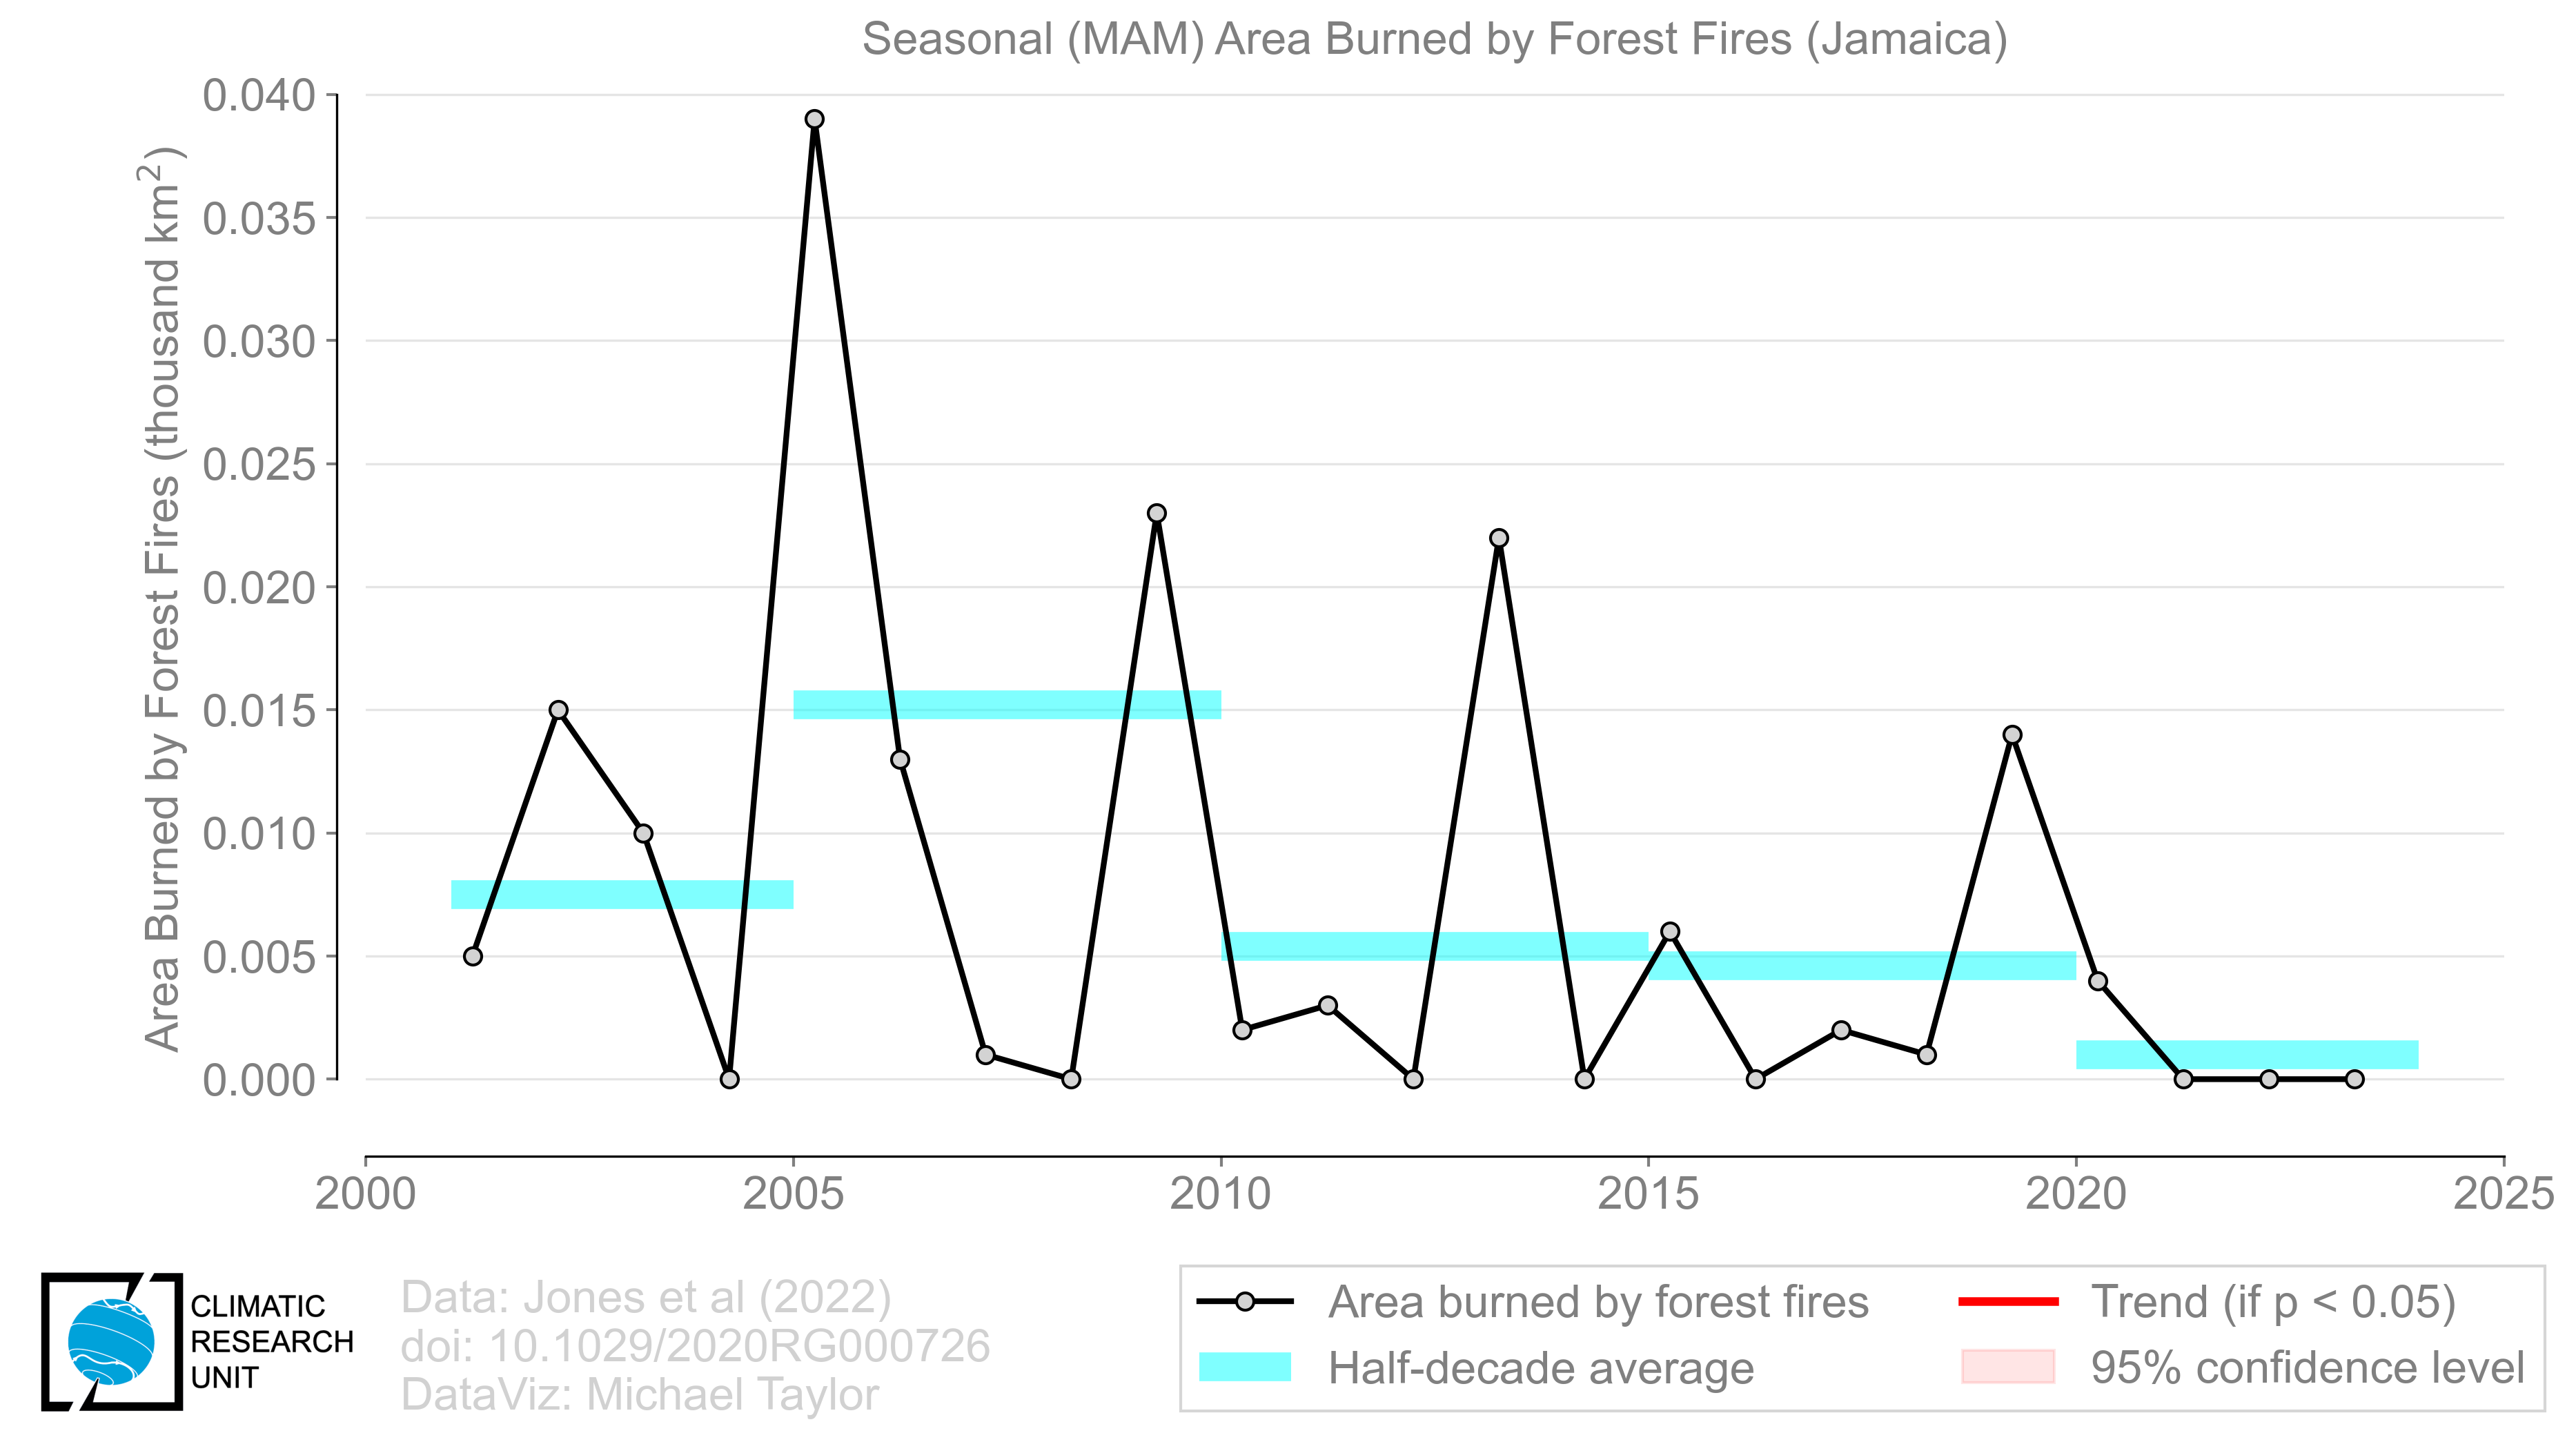 Seasonal (MAM) Area Burned by Forest Fires (Jamaica)
Area Burned by Forest Fires (thousand km²)
0.040
0.035
0.030
0.025
0.020
0.015
0.010
0.005
0.000
2000 2005 2010 2015 2020 2025
CLIMATIC
RESEARCH
UNIT
Data: Jones et al (2022)
doi: 10.1029/2020RG000726
DataViz: Michael Taylor
Area burned by forest fires
Half-decade average
Trend (if p < 0.05)
95% confidence level